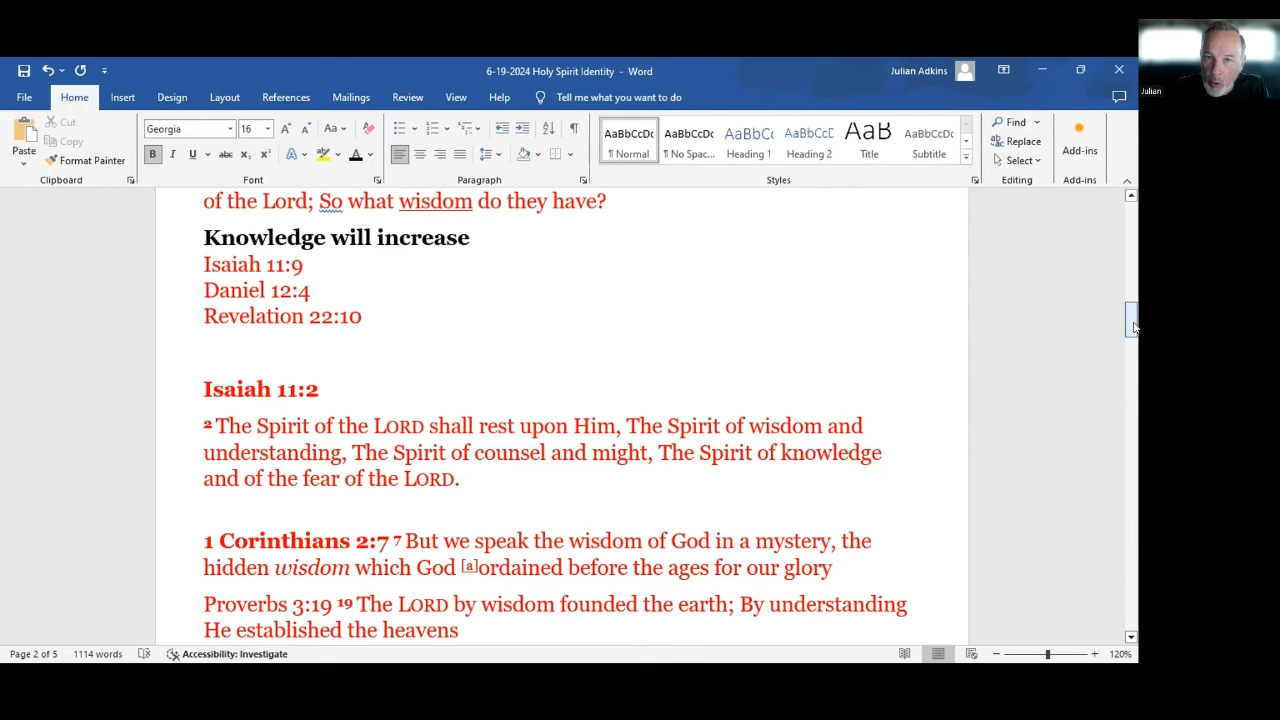 6-19-2024 Holy Spirit Identity - Word
Julian Adkins
File Home Insert Design Layout References Mailings Review View Help Tell me what you want to do
Paste
Cut
Copy
Format Painter
Clipboard
Georgia 16
Font
Paragraph
AaBbCcDc AaBbCcDc AaBbCc AaBbCcD AaB AaBbCcD
¶ Normal ¶ No Spac... Heading 1 Heading 2 Title Subtitle
Styles
Find
Replace
Select
Editing
Add-ins
Add-ins
Julian
of the Lord; So what wisdom do they have?
Knowledge will increase
Isaiah 11:9
Daniel 12:4
Revelation 22:10
Isaiah 11:2
2 The Spirit of the LORD shall rest upon Him, The Spirit of wisdom and
understanding, The Spirit of counsel and might, The Spirit of knowledge
and of the fear of the LORD.
1 Corinthians 2:7 7 But we speak the wisdom of God in a mystery, the
hidden wisdom which God [a]ordained before the ages for our glory
Proverbs 3:19 19 The LORD by wisdom founded the earth; By understanding
He established the heavens
Page 2 of 5 1114 words Accessibility: Investigate 120%